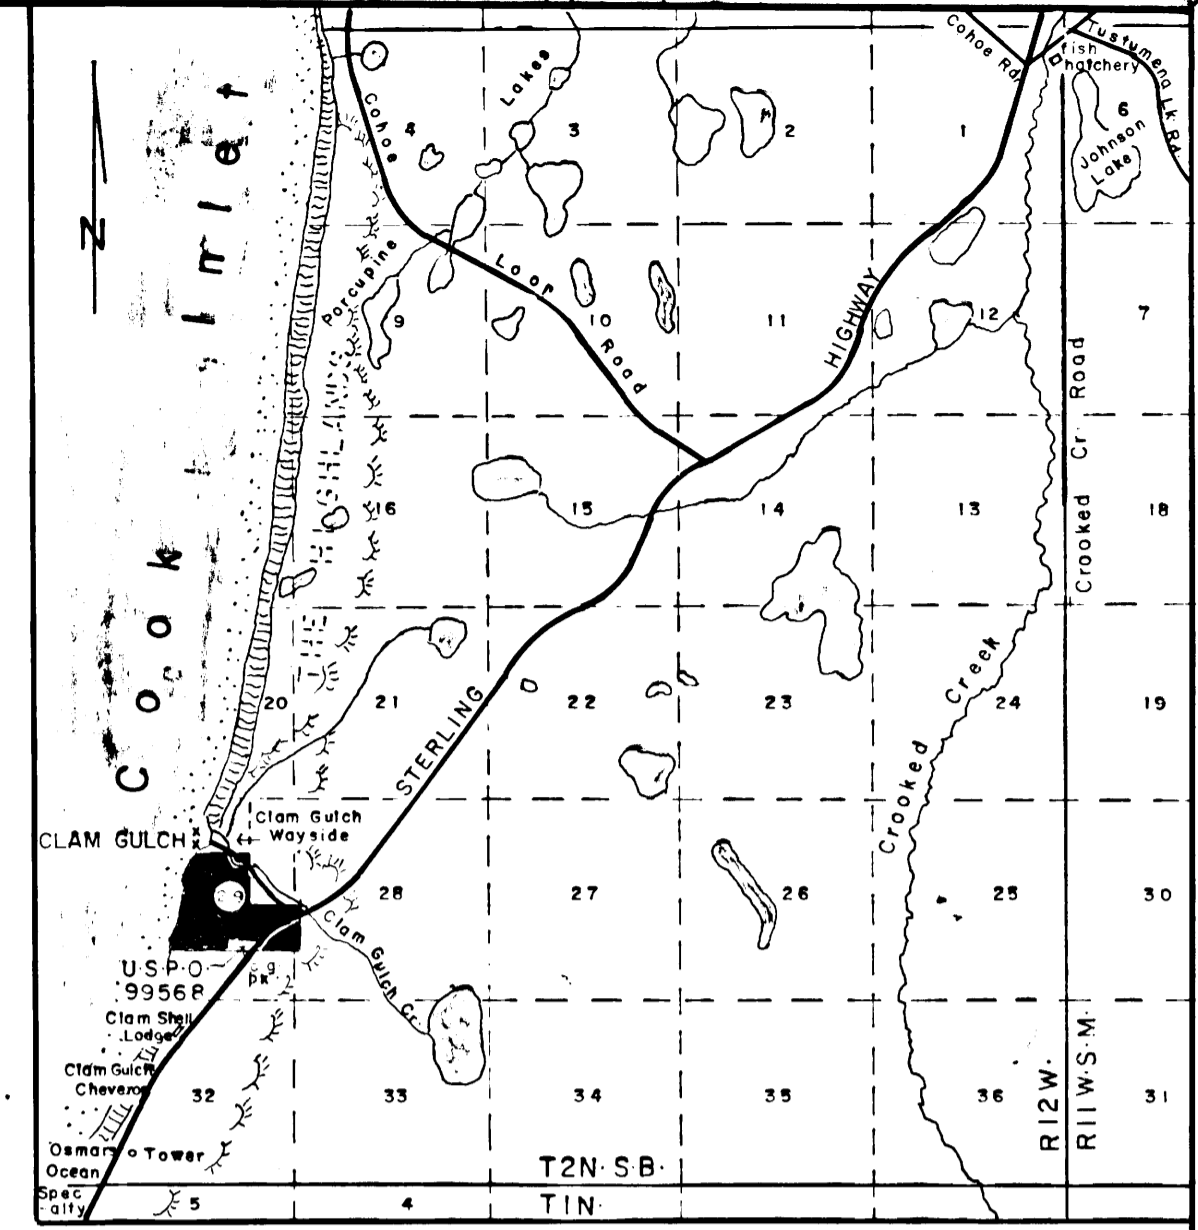 Cook Inlet
N
Cohoe Rd.
Tustumena Lk Rd.
fish
hatchery
Johnson
Lake
Cohoe
Loop
Road
Porcupine
Lakes
4
3
2
1
6
9
10
11
12
7
HIGHWAY
THE HIGHLANDS
16
15
14
13
18
Crooked Cr. Road
20
21
22
23
24
19
STERLING
Crooked Creek
CLAM GULCH
Clam Gulch
Wayside
28
27
26
25
30
Clam Gulch Cr.
U.S.P.O.
99568
c g
pk
Clam Shell
Lodge
Clam Gulch
Chevron
32
33
34
35
36
31
R12W.
R11W.S.M.
Osmar
Ocean
Spec
-alty
Tower
T2N. S.B.
T1N.
5
4